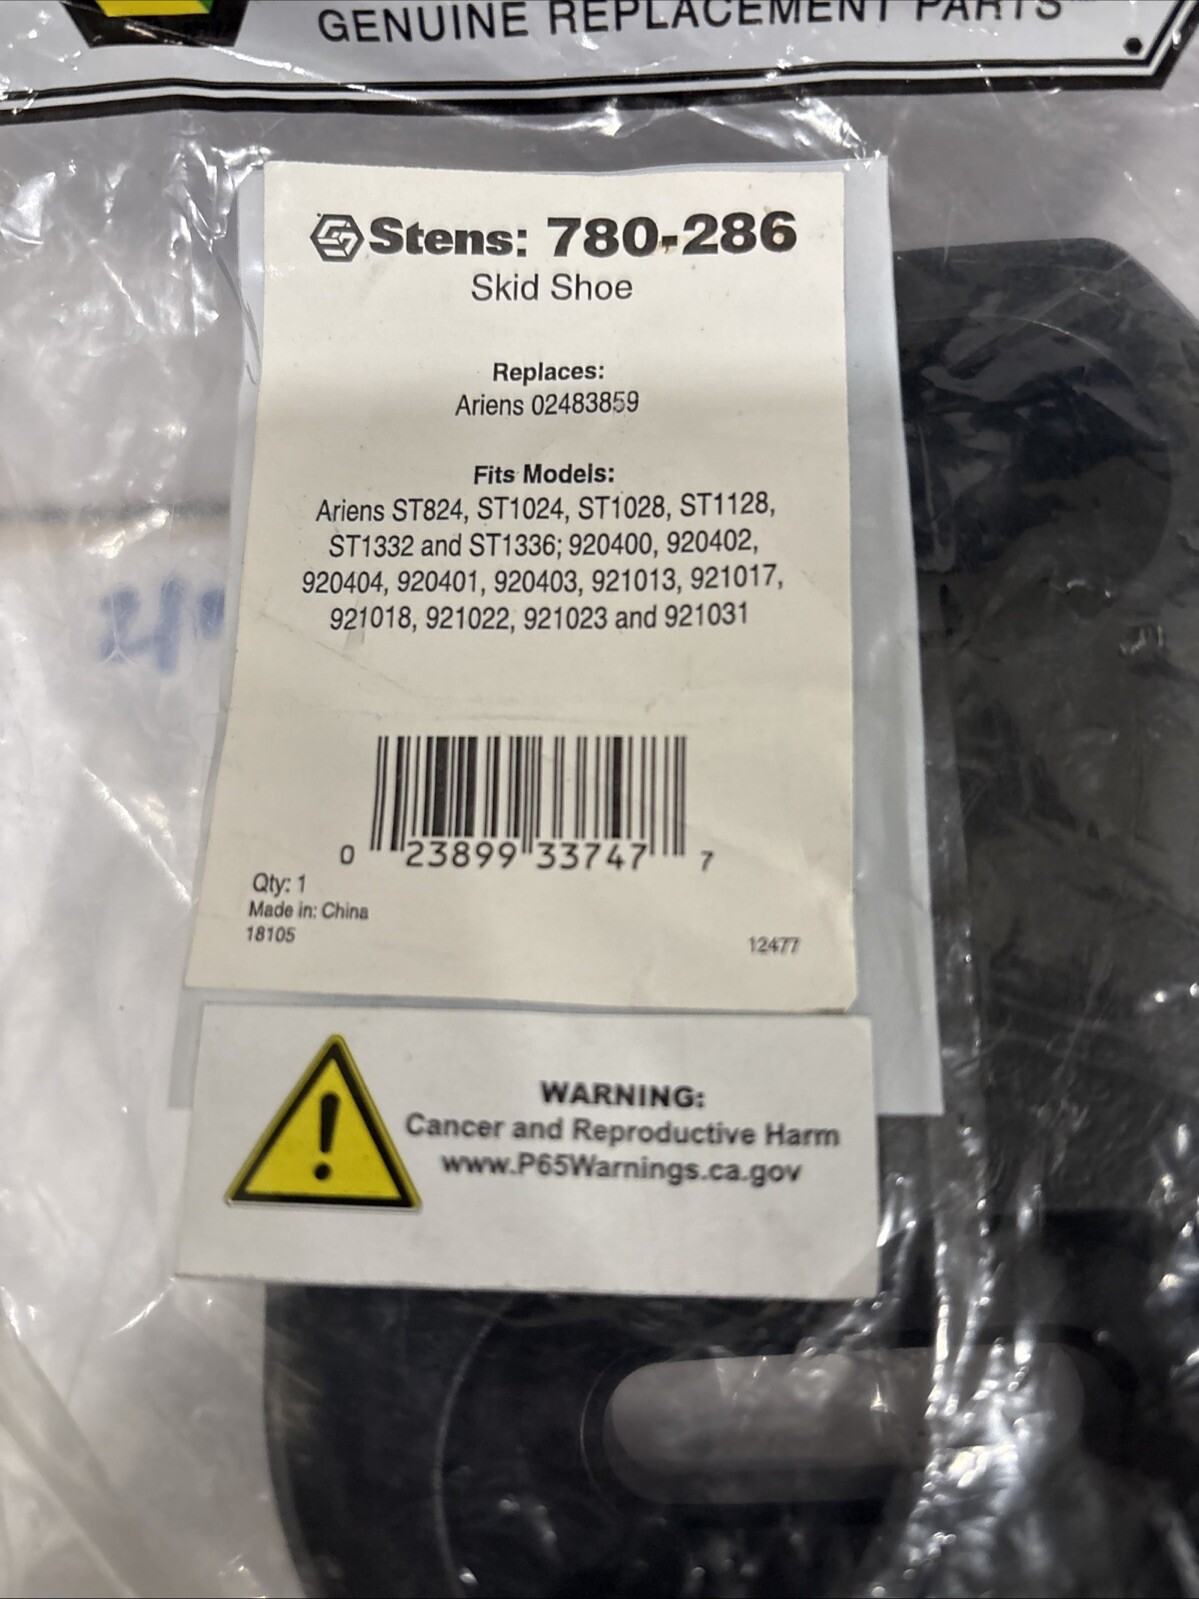 GENUINE REPLACEMENT PARTS
Stens: 780-286
Skid Shoe
Replaces:
Ariens 02483859
Fits Models:
Ariens ST824, ST1024, ST1028, ST1128,
ST1332 and ST1336; 920400, 920402,
920404, 920401, 920403, 921013, 921017,
921018, 921022, 921023 and 921031
0 23899 33747 7
Qty: 1
Made in: China
18105
12477
WARNING:
Cancer and Reproductive Harm
www.P65Warnings.ca.gov